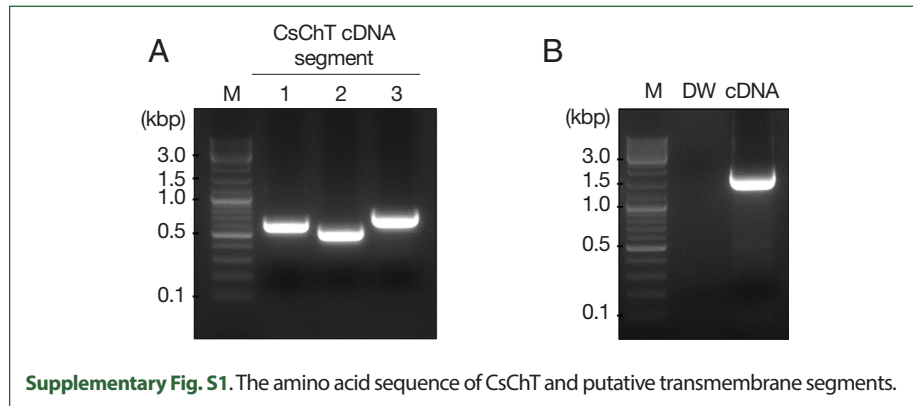 A
CsChT cDNA
segment
M 1 2 3
(kbp)
3.0
1.5
1.0
0.5
0.1
B
M DW cDNA
(kbp)
3.0
1.5
1.0
0.5
0.1
Supplementary Fig. S1. The amino acid sequence of CsChT and putative transmembrane segments.